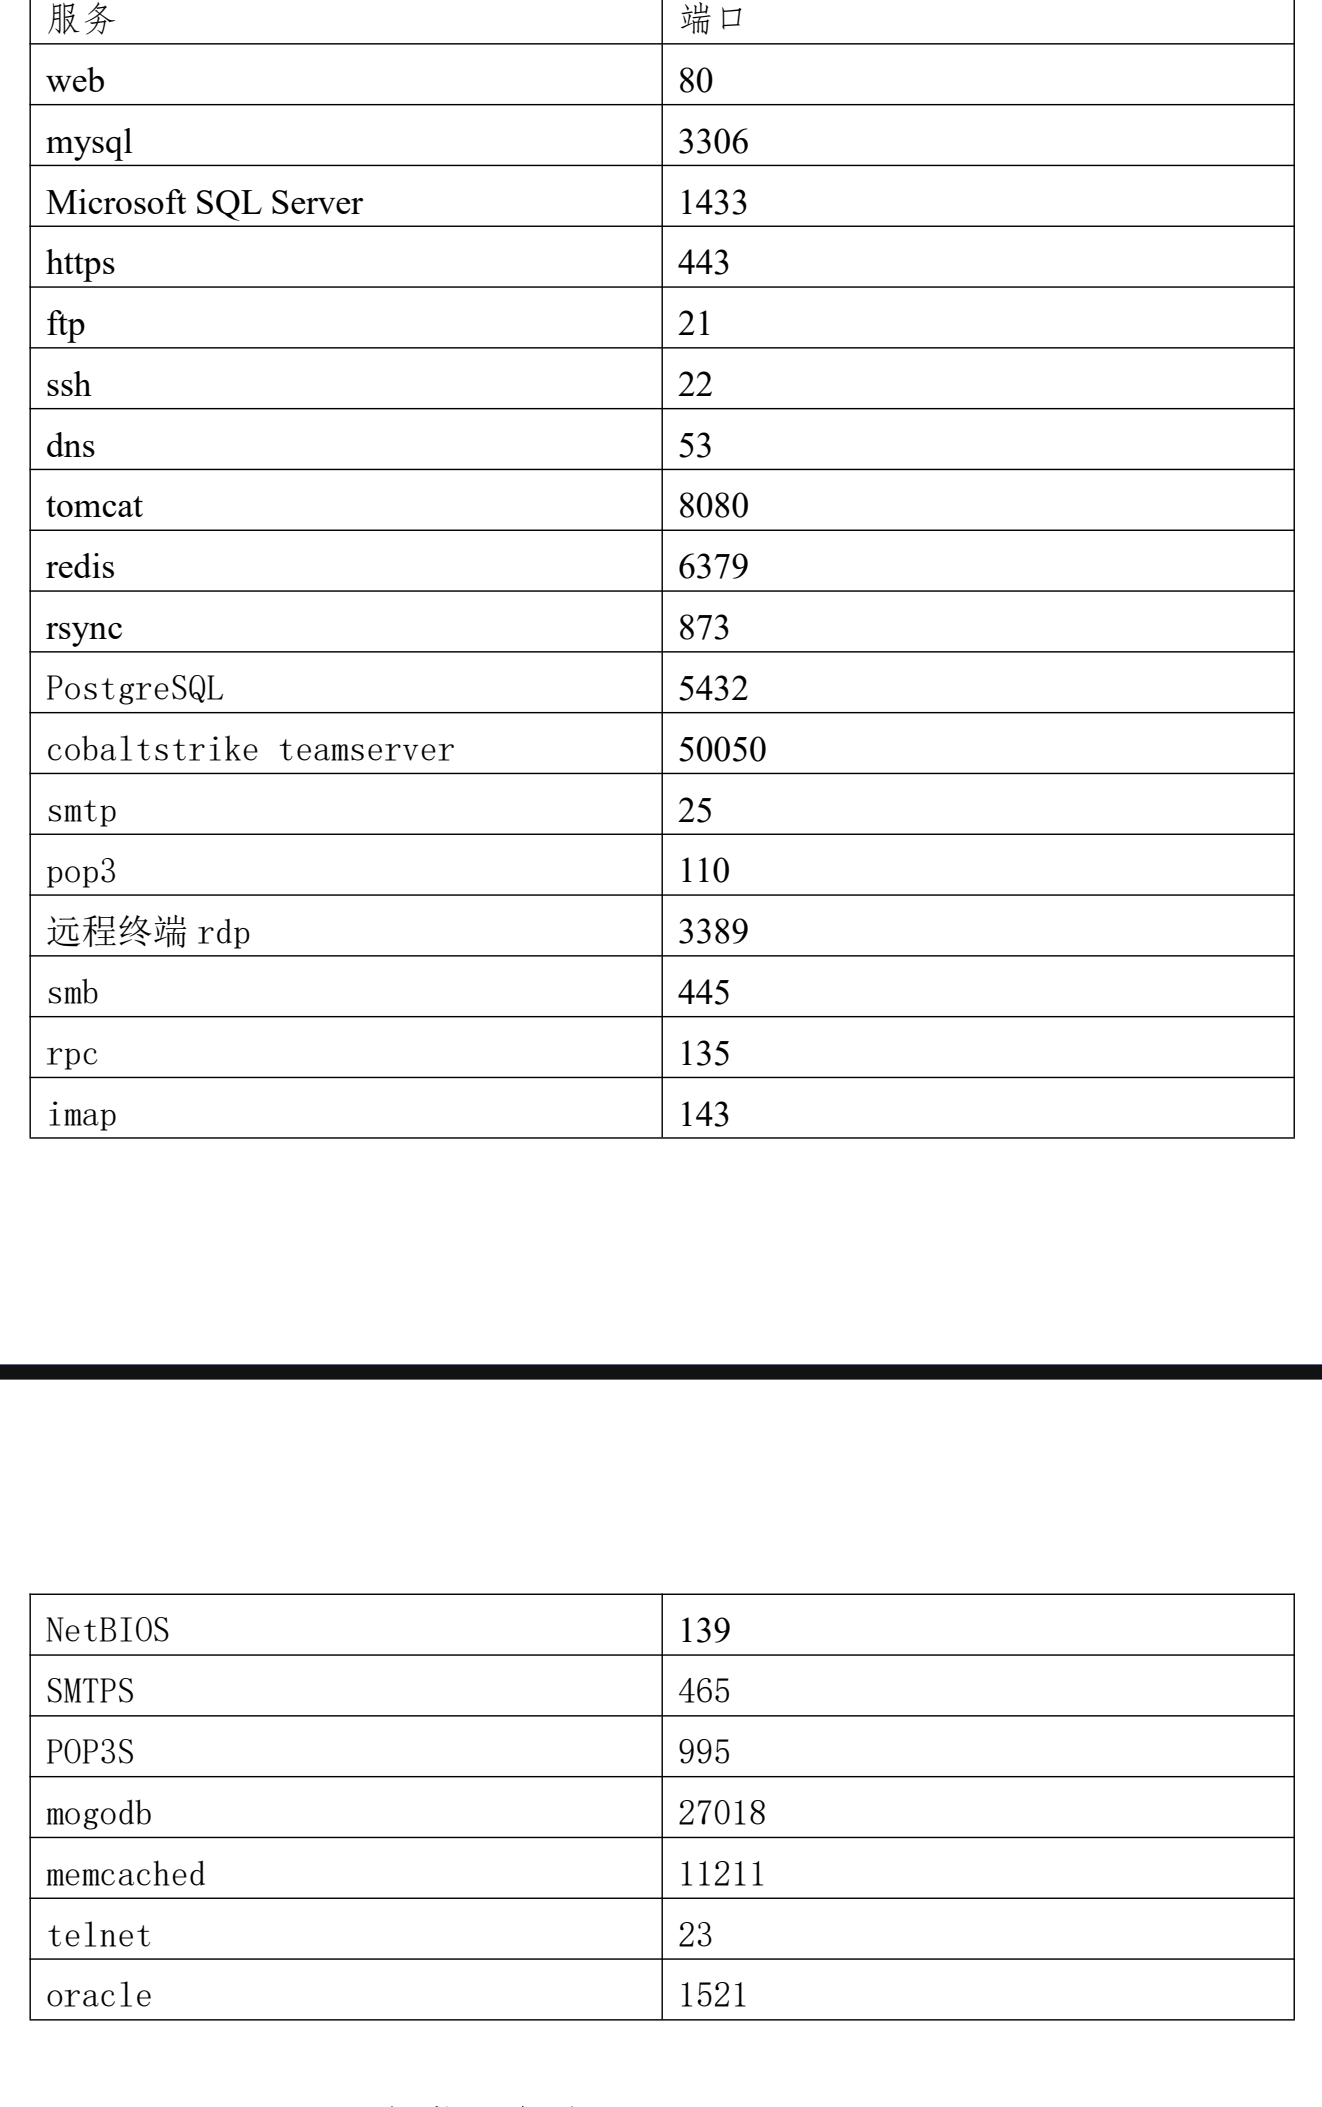 服务 端口
web 80
mysql 3306
Microsoft SQL Server 1433
https 443
ftp 21
ssh 22
dns 53
tomcat 8080
redis 6379
rsync 873
PostgreSQL 5432
cobaltstrike teamserver 50050
smtp 25
pop3 110
远程终端 rdp 3389
smb 445
rpc 135
imap 143
NetBIOS 139
SMTPS 465
POP3S 995
mogodb 27018
memcached 11211
telnet 23
oracle 1521